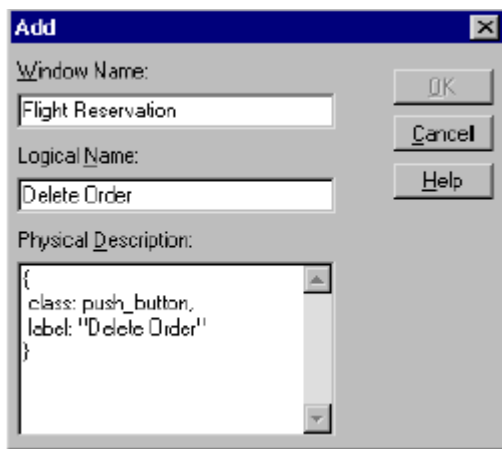 Add
Window Name:
OK
Flight Reservation
Cancel
Logical Name:
Help
Delete Order
Physical Description:
{
class: push_button,
label: "Delete Order"
}